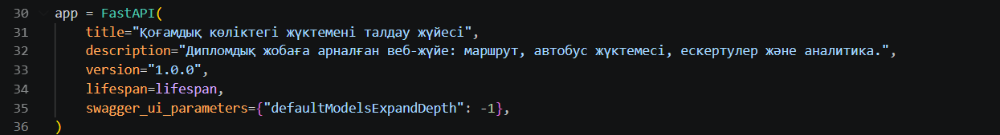 30 app = FastAPI(
31     title="Қоғамдық көліктегі жүктемені талдау жүйесі",
32     description="Дипломдық жобаға арналған веб-жүйе: маршрут, автобус жүктемесі, ескертулер және аналитика.",
33     version="1.0.0",
34     lifespan=lifespan,
35     swagger_ui_parameters={"defaultModelsExpandDepth": -1},
36 )